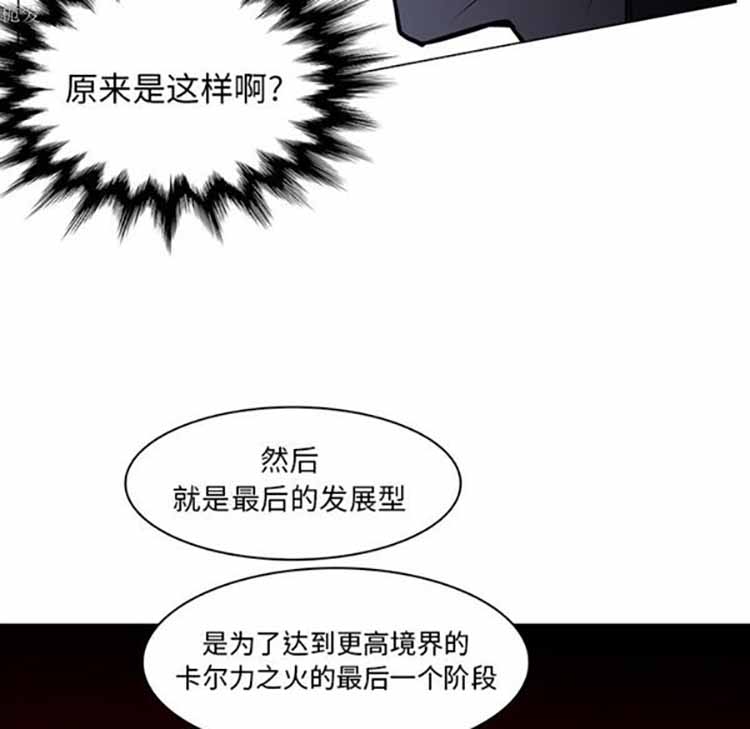 原来是这样啊?
然后
就是最后的发展型
是为了达到更高境界的
卡尔力之火的最后一个阶段